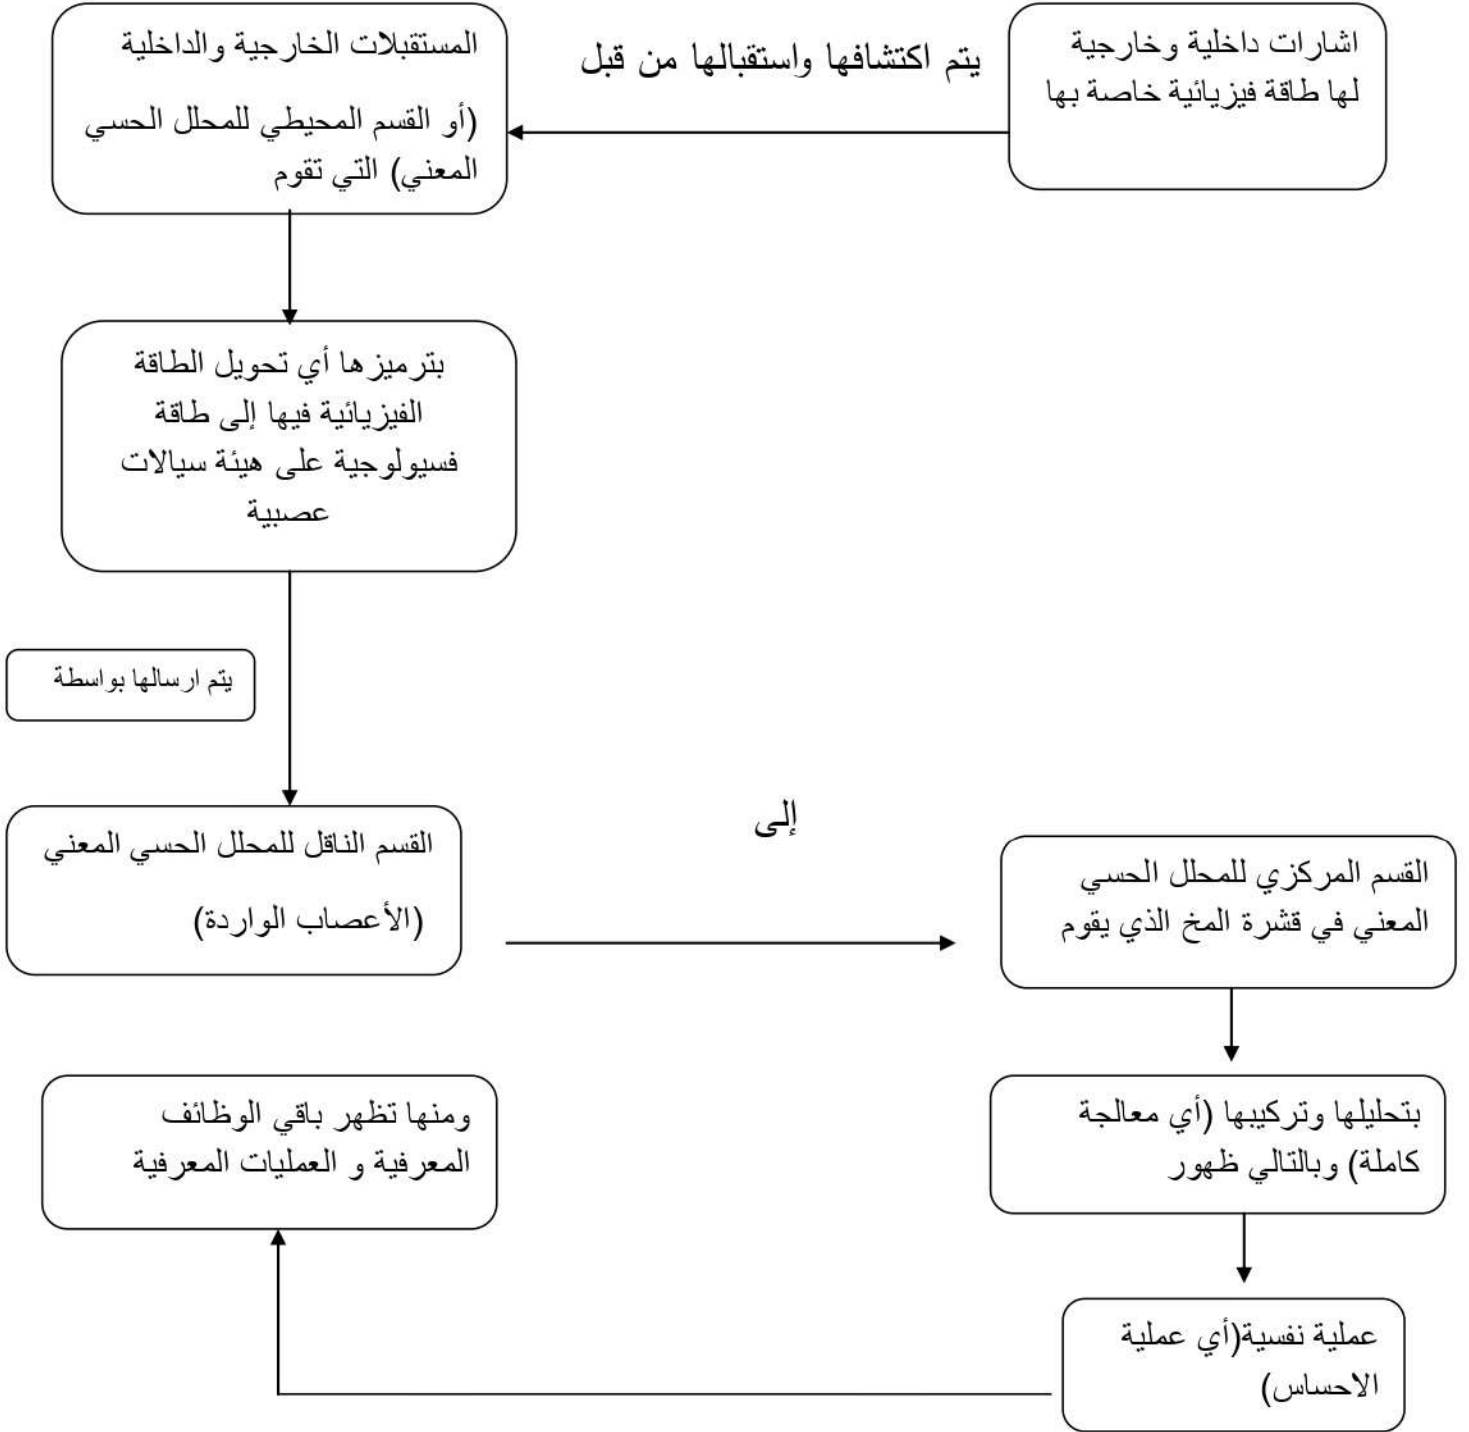 اشارات داخلية وخارجية
لها طاقة فيزيائية خاصة بها
يتم اكتشافها واستقبالها من قبل
المستقبلات الخارجية والداخلية
(أو القسم المحيطي للمحلل الحسي
المعني) التي تقوم
بترميزها أي تحويل الطاقة
الفيزيائية فيها إلى طاقة
فسيولوجية على هيئة سيالات
عصبية
يتم ارسالها بواسطة
القسم الناقل للمحلل الحسي المعني
(الأعصاب الواردة)
إلى
القسم المركزي للمحلل الحسي
المعني في قشرة المخ الذي يقوم
بتحليلها وتركيبها (أي معالجة
كاملة) وبالتالي ظهور
عملية نفسية(أي عملية
الاحساس)
ومنها تظهر باقي الوظائف
المعرفية و العمليات المعرفية